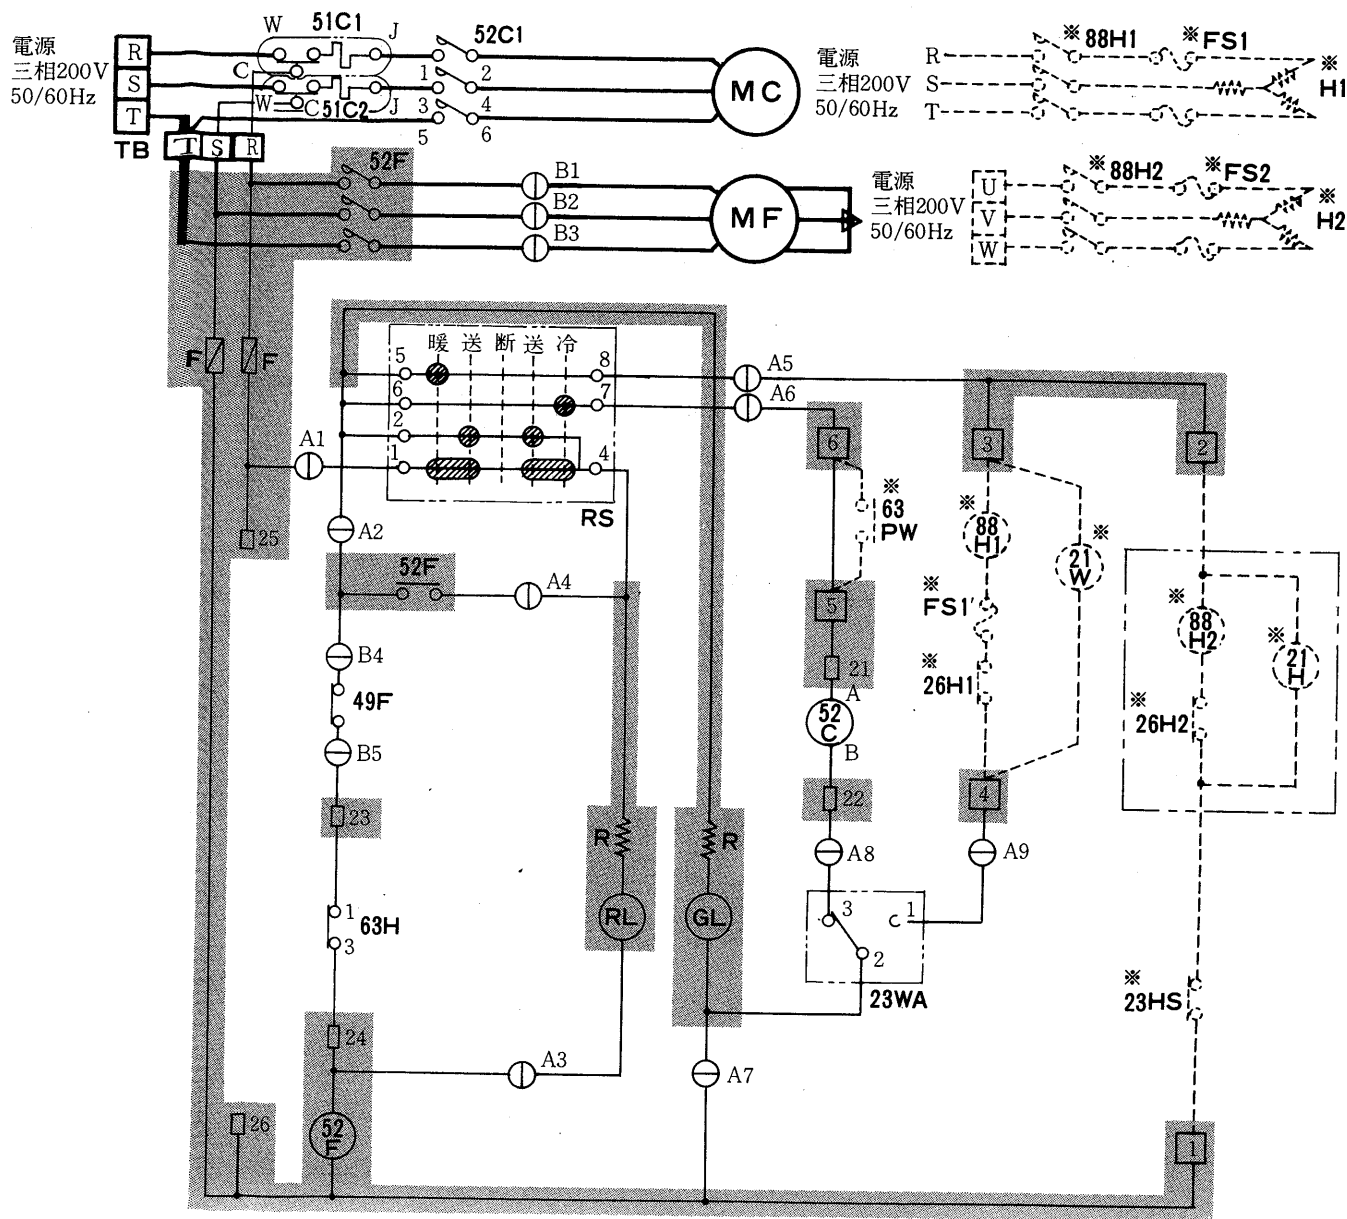 電源
三相200V
50/60Hz
R
S
T
TB
T S R
W 51C1 J 52C1
C
W C 51C2 J
1 2
3 4
5 6
MC
電源
三相200V
50/60Hz
R
S
T
※88H1 ※FS1 ※
H1
52F
B1
B2
B3
MF
電源
三相200V
50/60Hz
U
V
W
※88H2 ※FS2 ※
H2
F F
暖 送 断 送 冷
5 8
6 7
2
1 4
RS
A1
A5
A6
6 3 2
25
A2
※
63
PW
※
88
H1
※
21
W
52F
A4
5
※
FS1'
※
88
H2
※
21
H
B4
49F
21
A
※
26H1
52
C
B
※
26H2
B5
23
22
4
R R
A8
A9
1
63H
3
RL GL
3 1
2
23WA
※
23HS
24
A3
A7
26
52
F
1